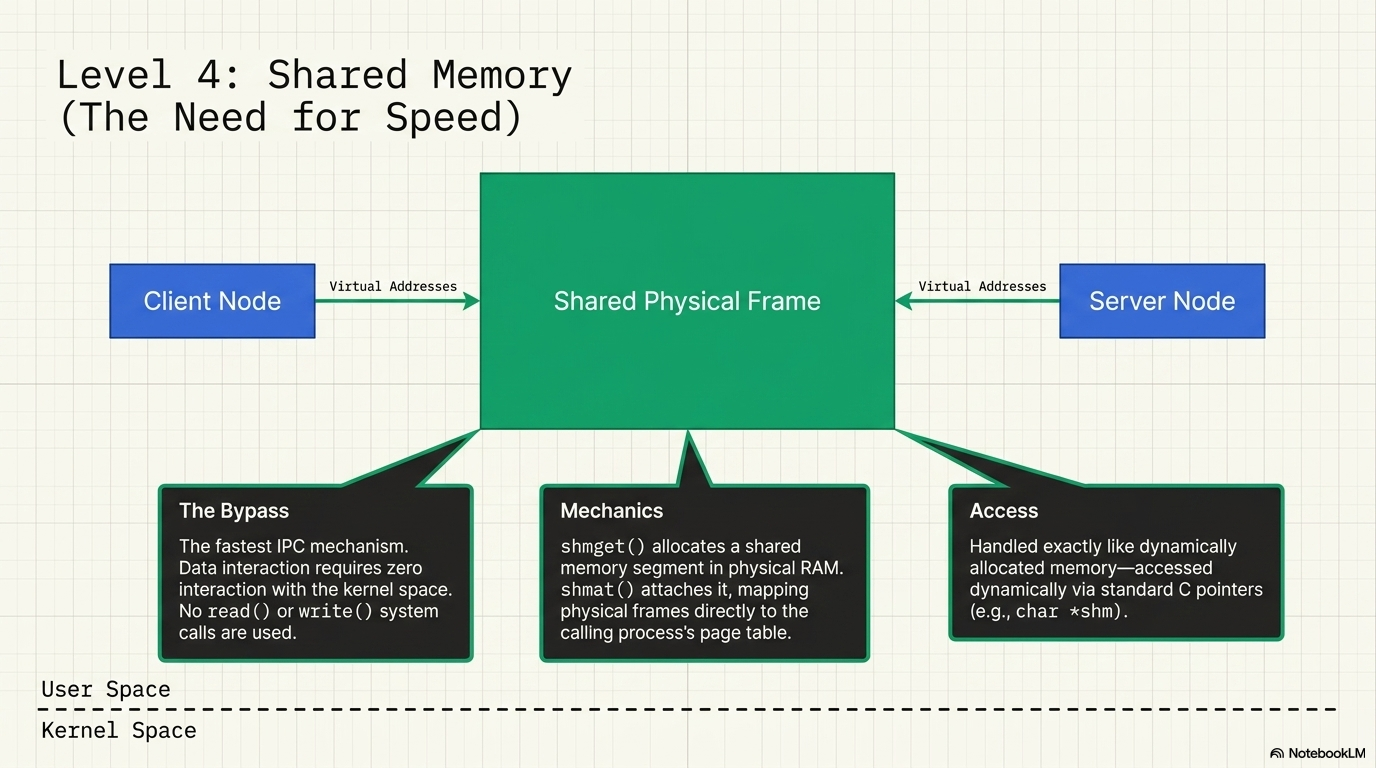 Level 4: Shared Memory
(The Need for Speed)
Client Node
Virtual Addresses
Shared Physical Frame
Virtual Addresses
Server Node
The Bypass
The fastest IPC mechanism.
Data interaction requires zero
interaction with the kernel space.
No read() or write() system
calls are used.
Mechanics
shmget() allocates a shared
memory segment in physical RAM.
shmat() attaches it, mapping
physical frames directly to the
calling process's page table.
Access
Handled exactly like dynamically
allocated memory—accessed
dynamically via standard C pointers
(e.g., char *shm).
User Space
Kernel Space
NotebookLM